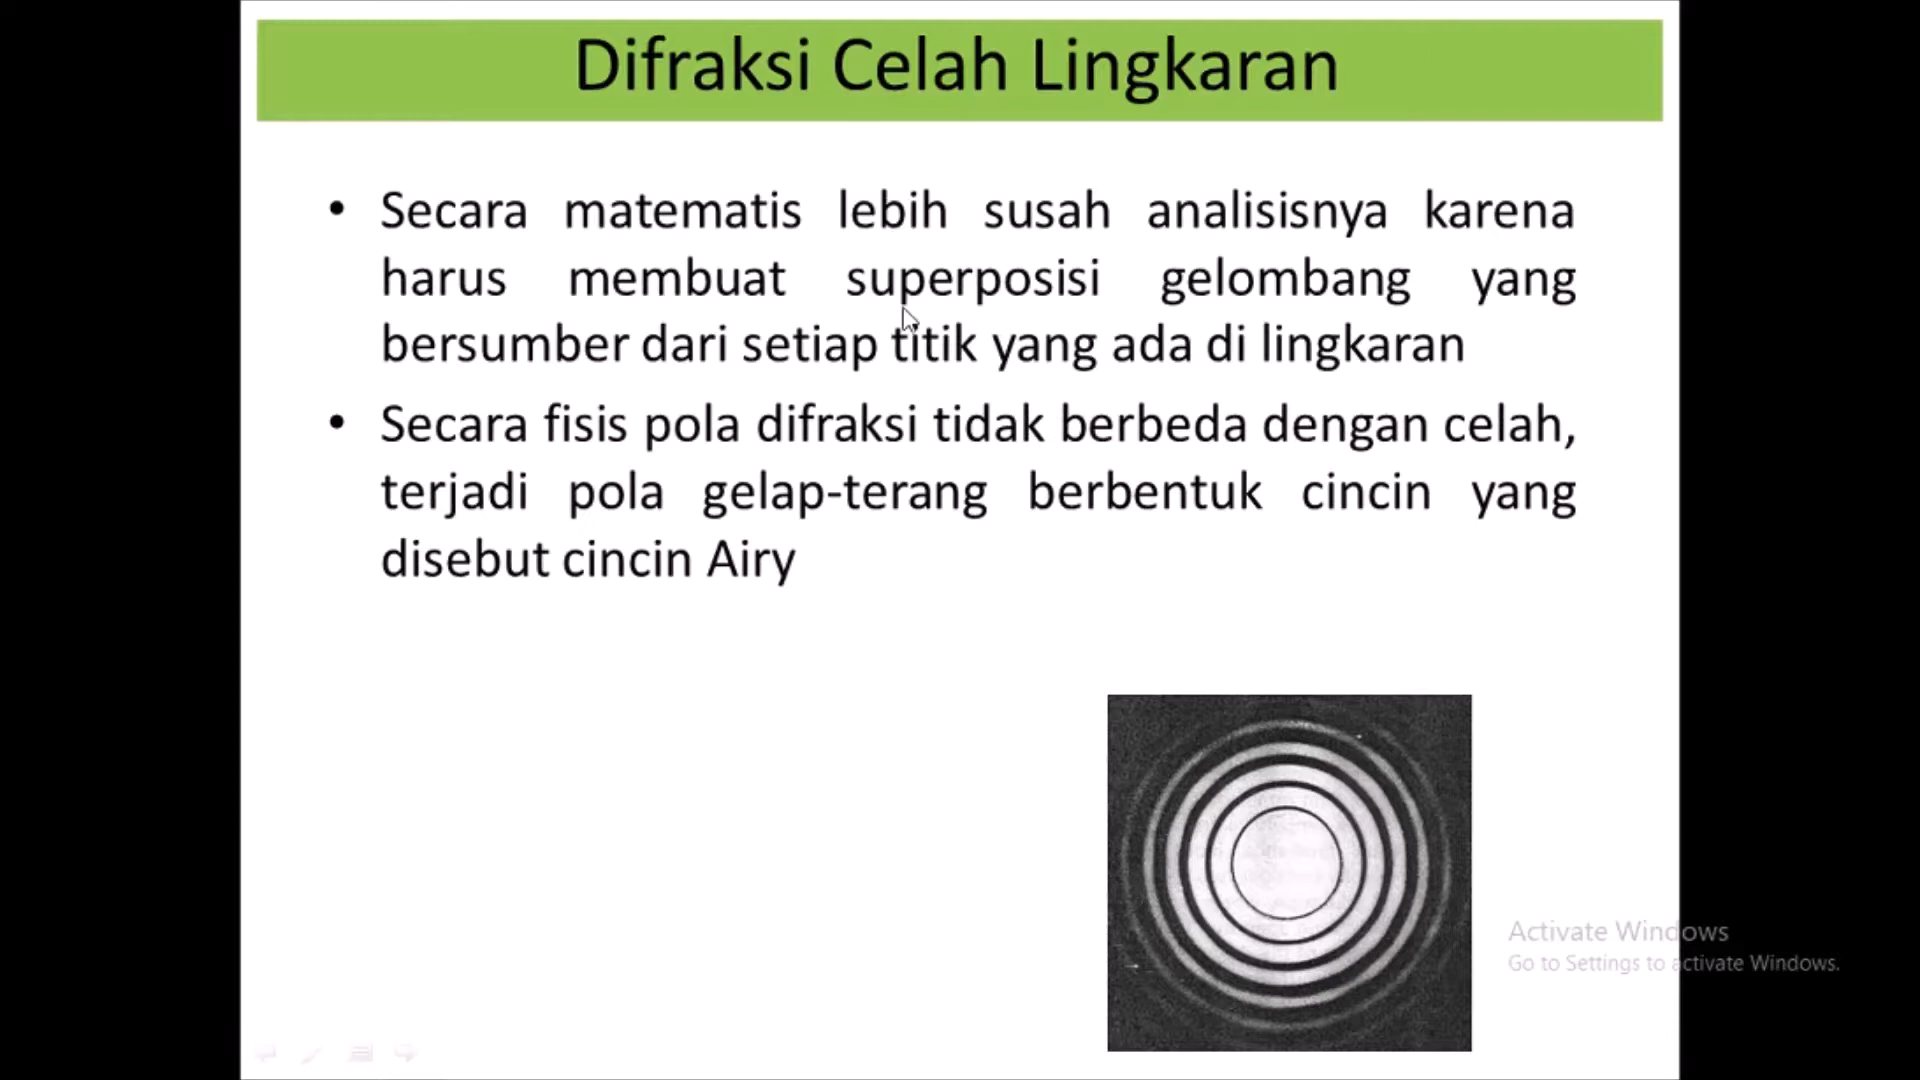 Difraksi Celah Lingkaran
• Secara matematis lebih susah analisisnya karena
harus membuat superposisi gelombang yang
bersumber dari setiap titik yang ada di lingkaran
• Secara fisis pola difraksi tidak berbeda dengan celah,
terjadi pola gelap-terang berbentuk cincin yang
disebut cincin Airy
Activate Windows
Go to Settings to activate Windows.